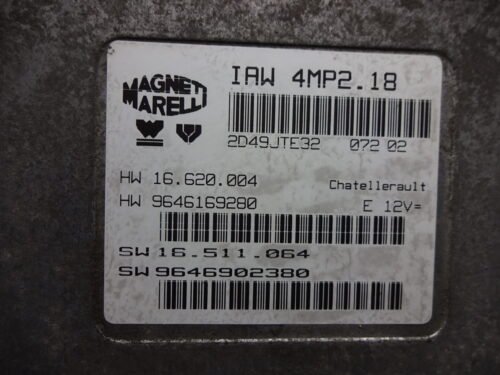 IAW 4MP2.18
MAGNETI
MARELLI
2D49JTE32 072 02
HW 16.620.004 Chatellerault
HW 9646169280 E 12V=
SW 16.511.064
SW 9646902380